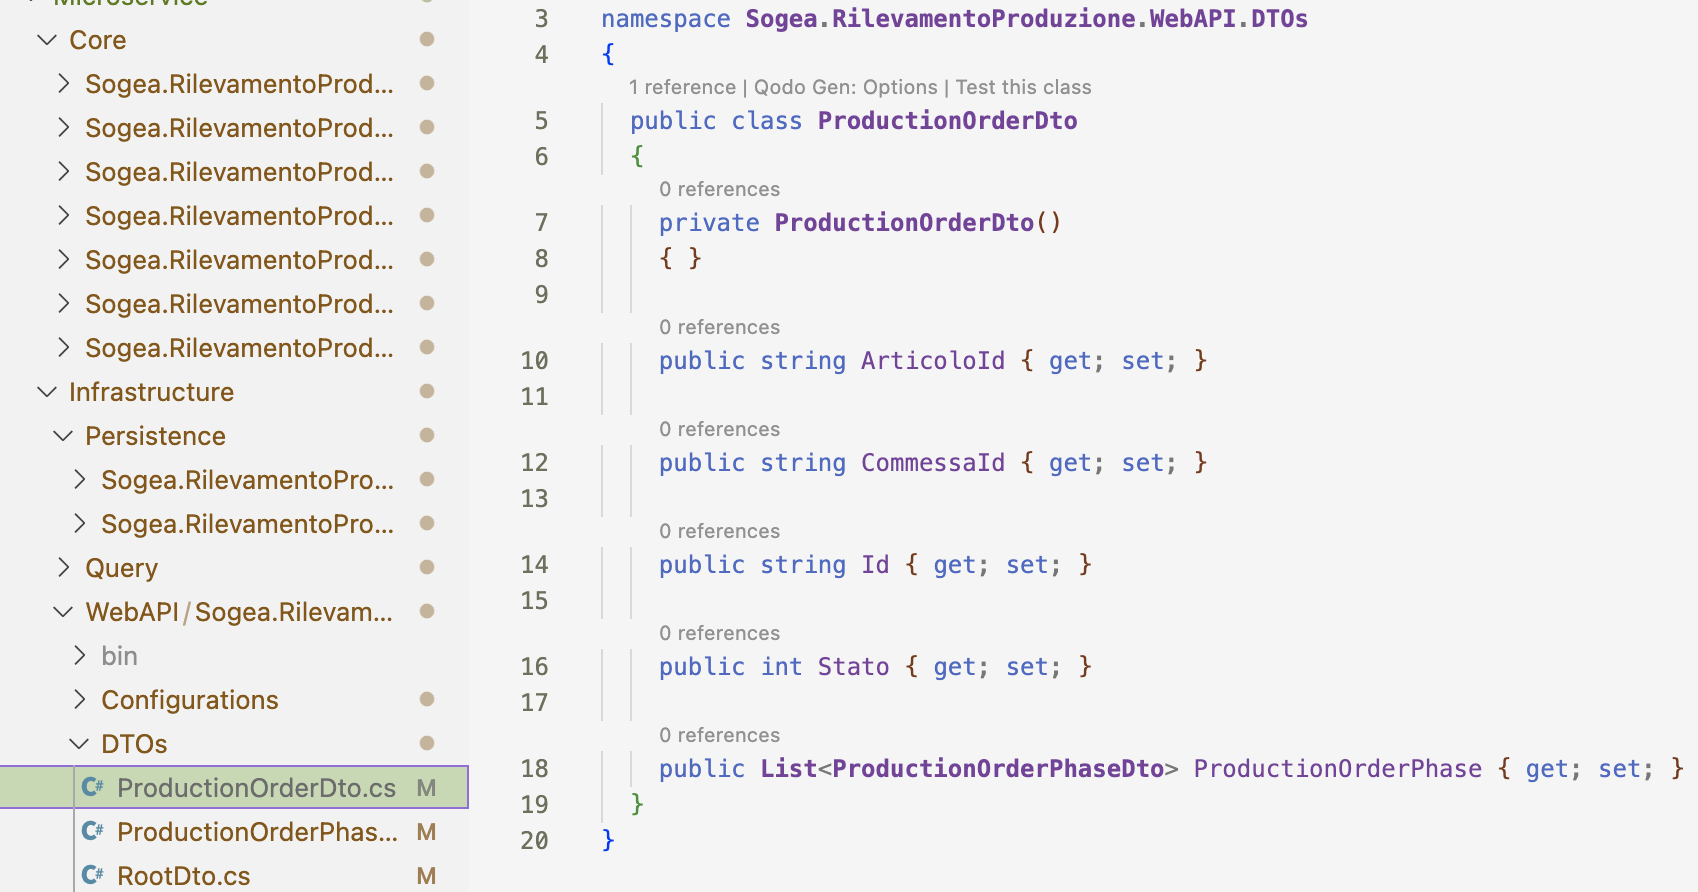 Microservice
Core
Sogea.RilevamentoProd...
Sogea.RilevamentoProd...
Sogea.RilevamentoProd...
Sogea.RilevamentoProd...
Sogea.RilevamentoProd...
Sogea.RilevamentoProd...
Sogea.RilevamentoProd...
Infrastructure
Persistence
Sogea.RilevamentoPro...
Sogea.RilevamentoPro...
Query
WebAPI/Sogea.Rilevam...
bin
Configurations
DTOs
C# ProductionOrderDto.cs M
C# ProductionOrderPhas... M
C# RootDto.cs M
3 namespace Sogea.RilevamentoProduzione.WebAPI.DTOs
4 {
1 reference | Qodo Gen: Options | Test this class
5 public class ProductionOrderDto
6 {
0 references
7 private ProductionOrderDto()
8 { }
9
0 references
10 public string ArticoloId { get; set; }
11
0 references
12 public string CommessaId { get; set; }
13
0 references
14 public string Id { get; set; }
15
0 references
16 public int Stato { get; set; }
17
0 references
18 public List<ProductionOrderPhaseDto> ProductionOrderPhase { get; set; }
19 }
20 }